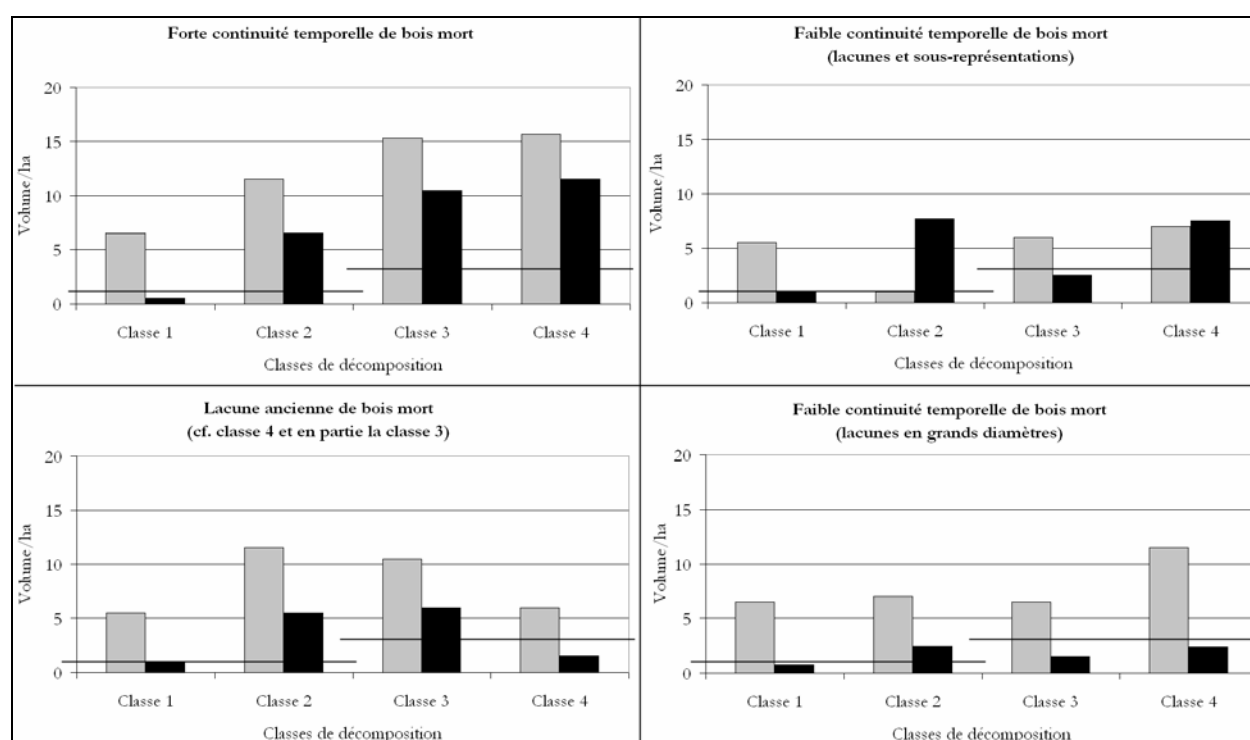 Forte continuité temporelle de bois mort
20
15
10
5
0
Volume/ha
Classe 1 Classe 2 Classe 3 Classe 4
Classes de décomposition
Faible continuité temporelle de bois mort
(lacunes et sous-représentations)
20
15
10
5
0
Volume/ha
Classe 1 Classe 2 Classe 3 Classe 4
Classes de décomposition
Lacune ancienne de bois mort
(cf. classe 4 et en partie la classe 3)
20
15
10
5
0
Volume/ha
Classe 1 Classe 2 Classe 3 Classe 4
Classes de décomposition
Faible continuité temporelle de bois mort
(lacunes en grands diamètres)
20
15
10
5
0
Volume/ha
Classe 1 Classe 2 Classe 3 Classe 4
Classes de décomposition